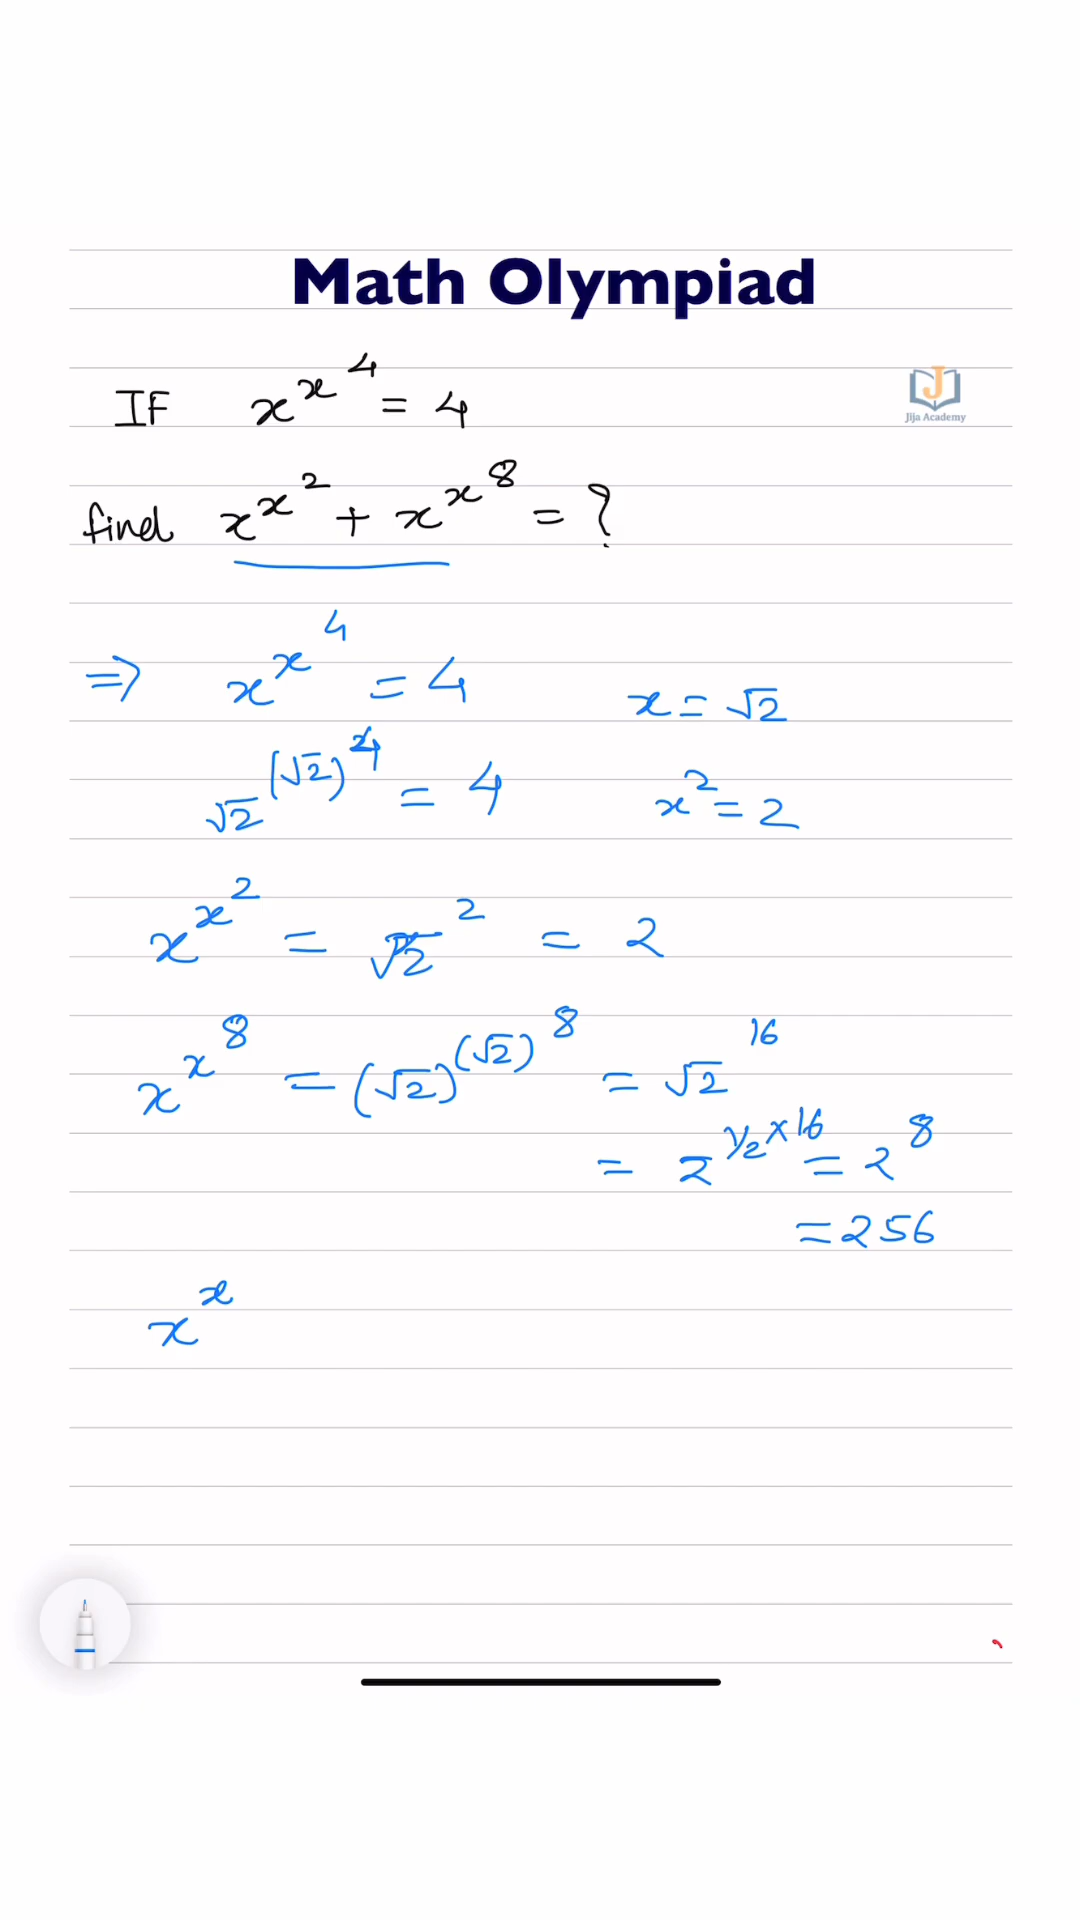 Math Olympiad
IF x^x^4 = 4
Jija Academy
find x^x^2 + x^x^8 = ?
⇒ x^x^4 = 4
x = √2
√2^(√2)^4 = 4
x^2 = 2
x^x^2 = √2^2 = 2
x^x^8 = (√2)^(√2)^8 = √2^16
= 2^1/2×16 = 2^8
= 256
x^x